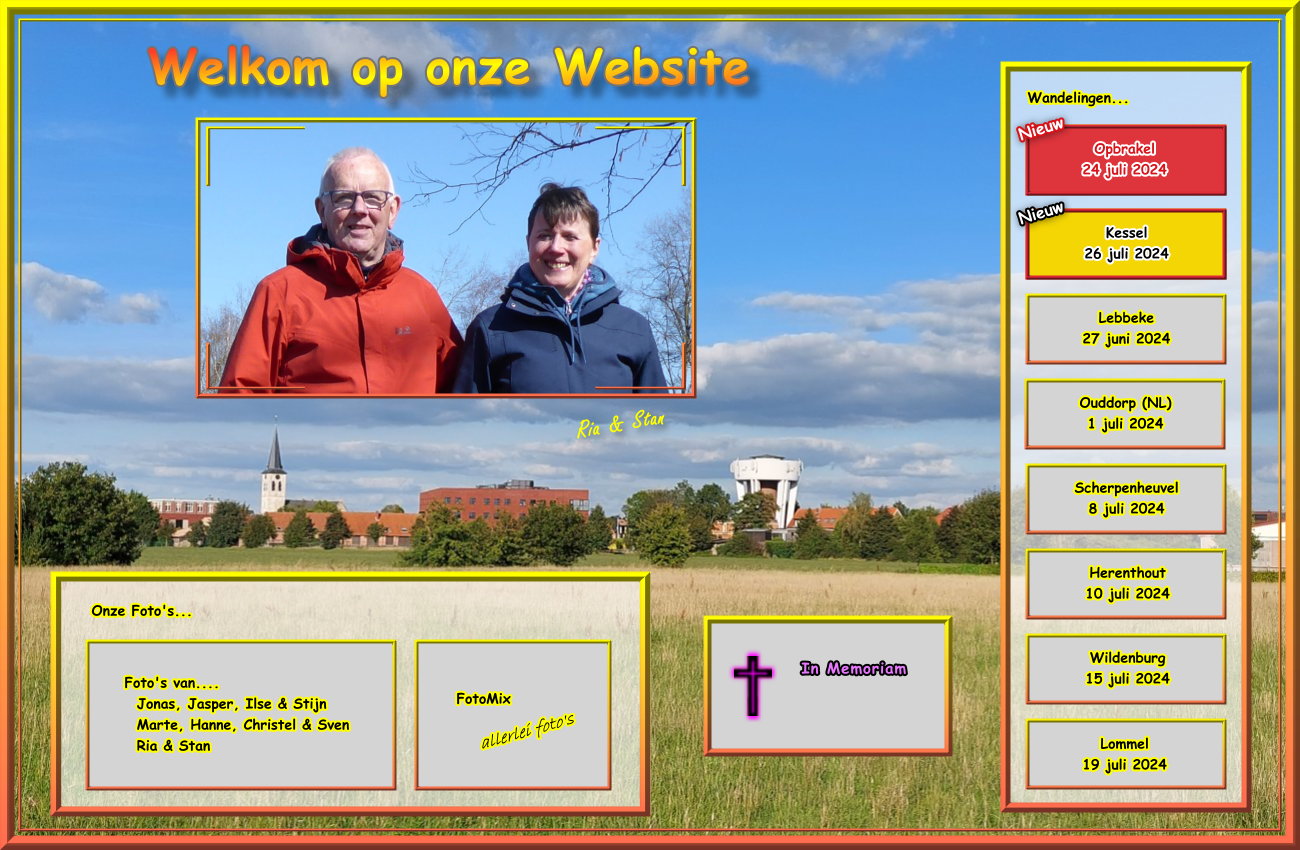 Welkom op onze Website
Ria & Stan
Wandelingen...
Nieuw
Opbrakel
24 juli 2024
Nieuw
Kessel
26 juli 2024
Lebbeke
27 juni 2024
Ouddorp (NL)
1 juli 2024
Scherpenheuvel
8 juli 2024
Herenthout
10 juli 2024
Wildenburg
15 juli 2024
Lommel
19 juli 2024
Onze Foto's...
Foto's van....
Jonas, Jasper, Ilse & Stijn
Marte, Hanne, Christel & Sven
Ria & Stan
FotoMix
allerlei foto's
In Memoriam